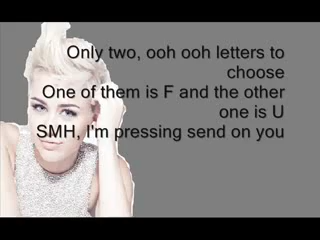 Only two, ooh ooh letters to
choose
One of them is F and the other
one is U
SMH, I'm pressing send on you